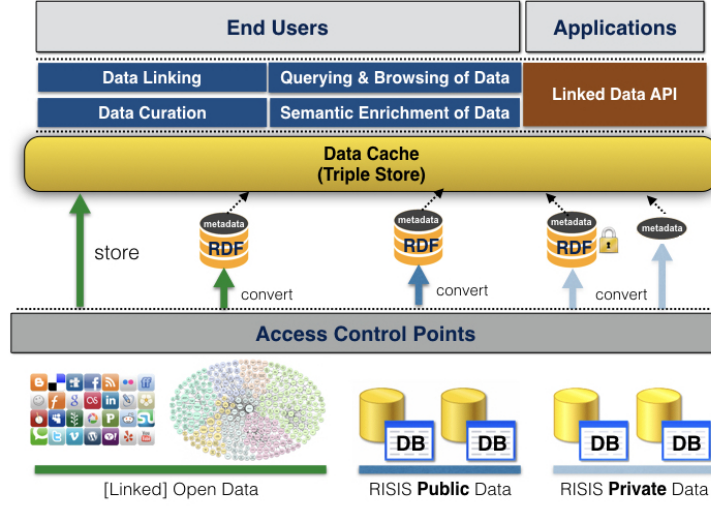 End Users
Applications
Data Linking
Querying & Browsing of Data
Linked Data API
Data Curation
Semantic Enrichment of Data
Data Cache
(Triple Store)
metadata
RDF
metadata
RDF
metadata
RDF
metadata
store
convert
convert
convert
Access Control Points
DB
DB
DB
DB
[Linked] Open Data
RISIS Public Data
RISIS Private Data